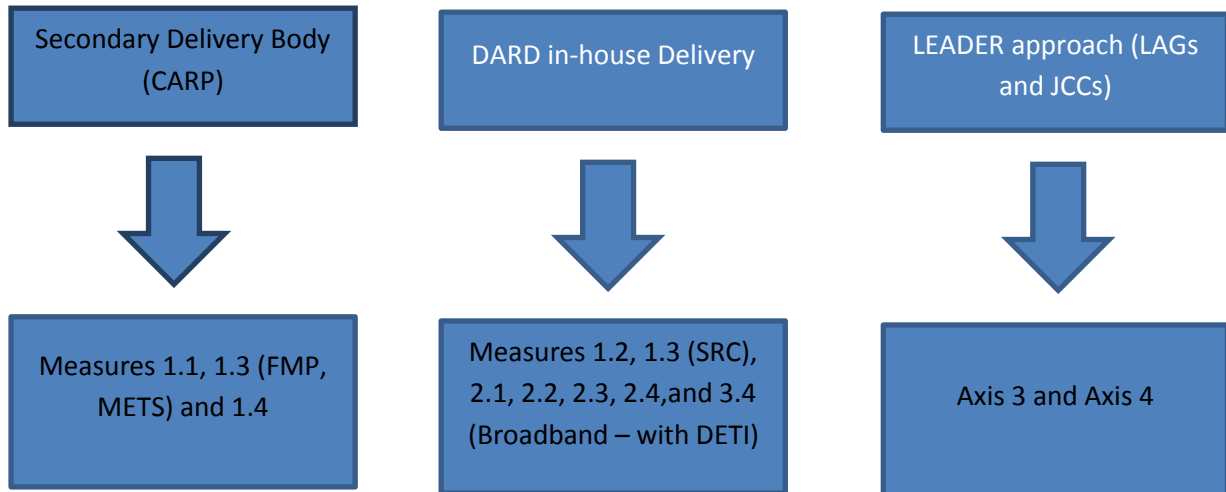 Secondary Delivery Body
(CARP)
DARD in-house Delivery
LEADER approach (LAGs
and JCCs)
Measures 1.1, 1.3 (FMP,
METS) and 1.4
Measures 1.2, 1.3 (SRC),
2.1, 2.2, 2.3, 2.4,and 3.4
(Broadband – with DETI)
Axis 3 and Axis 4